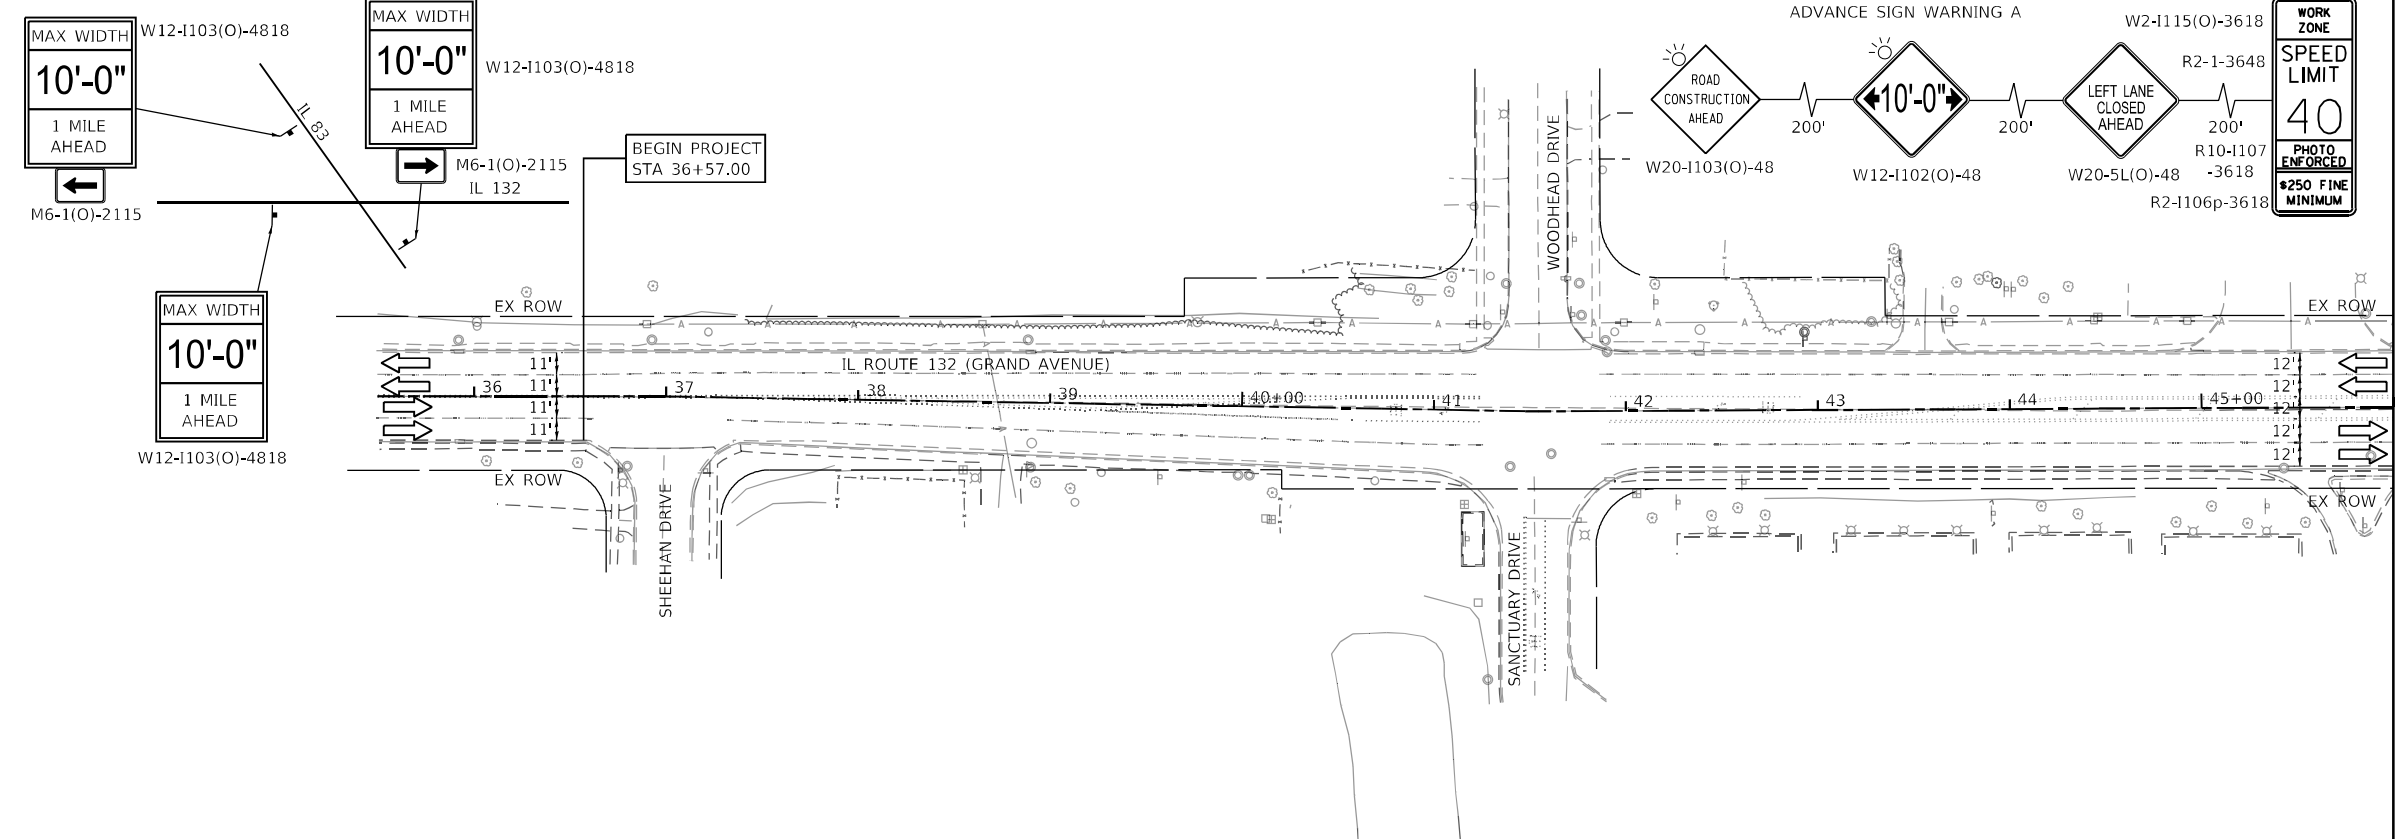 MAX WIDTH
10'-0"
1 MILE
AHEAD
W12-I103(O)-4818
M6-1(O)-2115
IL 83
MAX WIDTH
10'-0"
1 MILE
AHEAD
W12-I103(O)-4818
M6-1(O)-2115
IL 132
BEGIN PROJECT
STA 36+57.00
MAX WIDTH
10'-0"
1 MILE
AHEAD
W12-I103(O)-4818
ADVANCE SIGN WARNING A
ROAD
CONSTRUCTION
AHEAD
W20-I103(O)-48
200'
10'-0"
W12-I102(O)-48
200'
LEFT LANE
CLOSED
AHEAD
W20-5L(O)-48
200'
W2-I115(O)-3618
R2-1-3648
R10-I107
-3618
R2-I106p-3618
WORK
ZONE
SPEED
LIMIT
40
PHOTO
ENFORCED
$250 FINE
MINIMUM
WOODHEAD DRIVE
EX ROW
EX ROW
A A A A A A A A A A A A A A A
IL ROUTE 132 (GRAND AVENUE)
11'
11'
11'
11'
36
37
38
39
40+00
41
42
43
44
45+00
12'
12'
12'
12'
12'
EX ROW
EX ROW
SHEEHAN DRIVE
SANCTUARY DRIVE